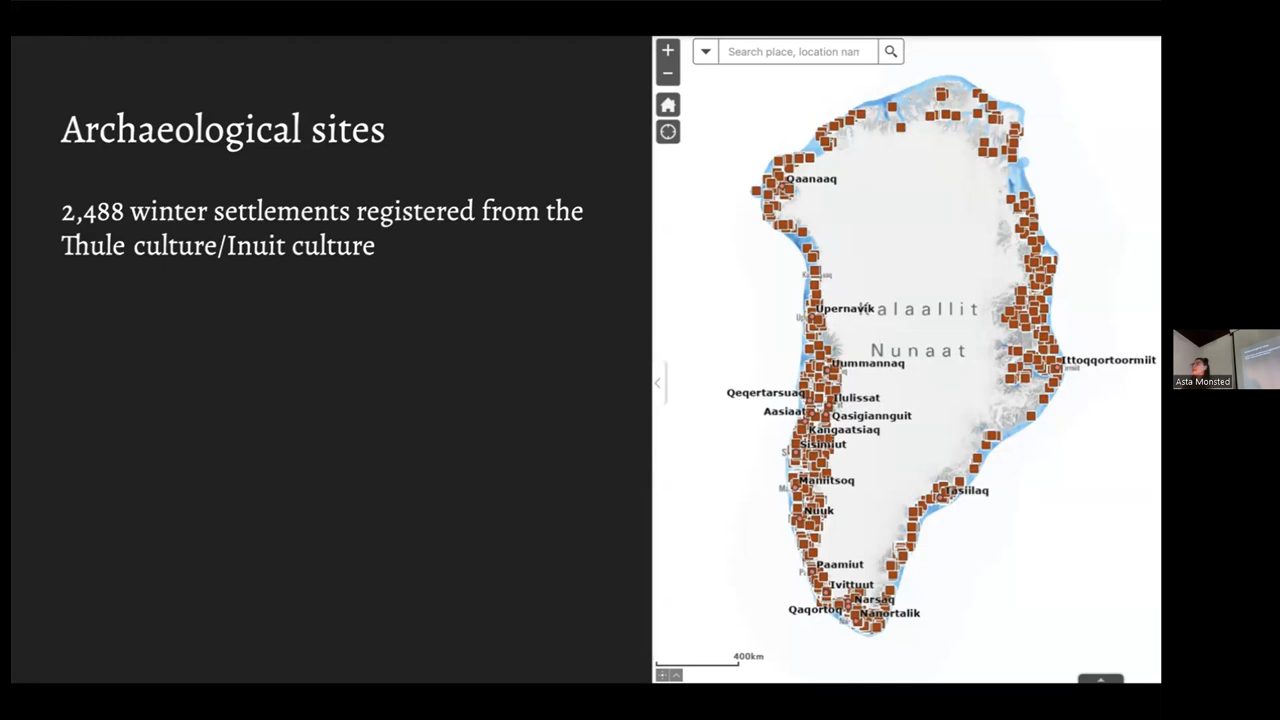 Archaeological sites
2,488 winter settlements registered from the
Thule culture/Inuit culture
+
−
Search place, location nam
Qaanaaq
Upernavik
Kalaallit
Nunaat
Uummannaq
Ittoqqortoormiit
Qeqertarsuaq
Ilulissat
Aasiaat
Qasigiannguit
Kangaatsiaq
Sisimiut
Maniitsoq
Tasiilaq
Nuuk
Paamiut
Ivittuut
Narsaq
Qaqortoq
Nanortalik
400km
Asta Monsted